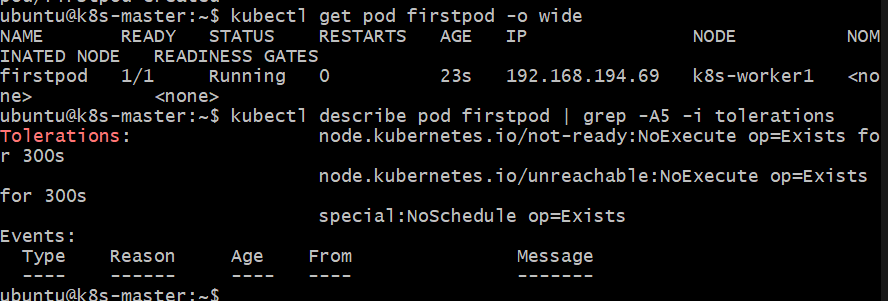 pod/firstpod created
ubuntu@k8s-master:~$ kubectl get pod firstpod -o wide
NAME       READY   STATUS    RESTARTS   AGE   IP               NODE          NOM
INATED NODE   READINESS GATES
firstpod   1/1     Running   0          23s   192.168.194.69   k8s-worker1   <no
ne>           <none>
ubuntu@k8s-master:~$ kubectl describe pod firstpod | grep -A5 -i tolerations
Tolerations:                 node.kubernetes.io/not-ready:NoExecute op=Exists fo
r 300s
                             node.kubernetes.io/unreachable:NoExecute op=Exists
for 300s
                             special:NoSchedule op=Exists
Events:
  Type    Reason     Age    From               Message
  ----    ------     ----   ----               -------
ubuntu@k8s-master:~$